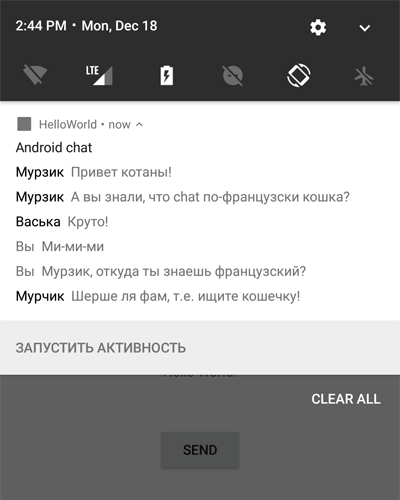 2:44 PM • Mon, Dec 18
LTE
HelloWorld • now
Android chat
Мурзик Привет котаны!
Мурзик А вы знали, что chat по-французски кошка?
Васька Круто!
Вы Ми-ми-ми
Вы Мурзик, откуда ты знаешь французский?
Мурчик Шерше ля фам, т.е. ищите кошечку!
ЗАПУСТИТЬ АКТИВНОСТЬ
CLEAR ALL
SEND